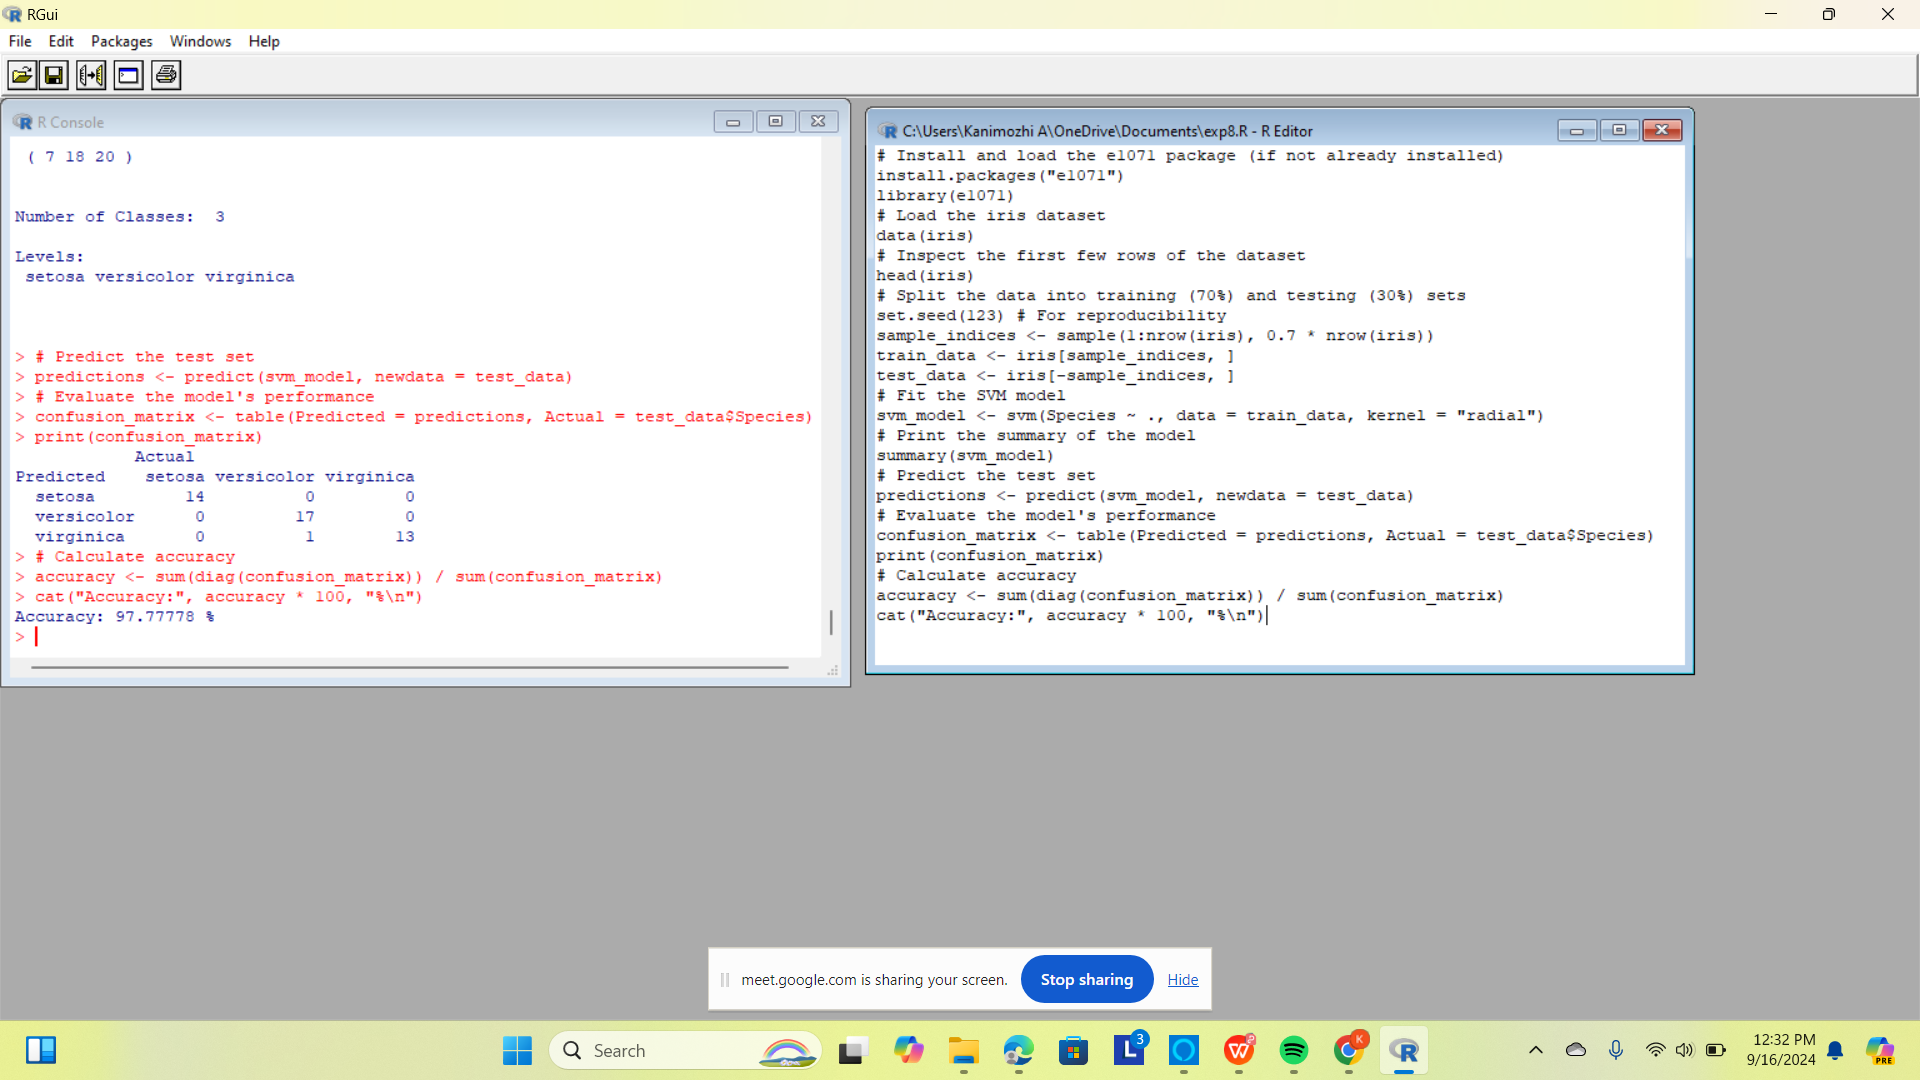 RGui
File Edit Packages Windows Help
R Console
( 7 18 20 )
Number of Classes:  3
Levels:
 setosa versicolor virginica
> # Predict the test set
> predictions <- predict(svm_model, newdata = test_data)
> # Evaluate the model's performance
> confusion_matrix <- table(Predicted = predictions, Actual = test_data$Species)
> print(confusion_matrix)
            Actual
Predicted    setosa versicolor virginica
  setosa         14          0         0
  versicolor      0         17         0
  virginica       0          1        13
> # Calculate accuracy
> accuracy <- sum(diag(confusion_matrix)) / sum(confusion_matrix)
> cat("Accuracy:", accuracy * 100, "%\n")
Accuracy: 97.77778 %
>
C:\Users\Kanimozhi A\OneDrive\Documents\exp8.R - R Editor
# Install and load the e1071 package (if not already installed)
install.packages("e1071")
library(e1071)
# Load the iris dataset
data(iris)
# Inspect the first few rows of the dataset
head(iris)
# Split the data into training (70%) and testing (30%) sets
set.seed(123) # For reproducibility
sample_indices <- sample(1:nrow(iris), 0.7 * nrow(iris))
train_data <- iris[sample_indices, ]
test_data <- iris[-sample_indices, ]
# Fit the SVM model
svm_model <- svm(Species ~ ., data = train_data, kernel = "radial")
# Print the summary of the model
summary(svm_model)
# Predict the test set
predictions <- predict(svm_model, newdata = test_data)
# Evaluate the model's performance
confusion_matrix <- table(Predicted = predictions, Actual = test_data$Species)
print(confusion_matrix)
# Calculate accuracy
accuracy <- sum(diag(confusion_matrix)) / sum(confusion_matrix)
cat("Accuracy:", accuracy * 100, "%\n")
meet.google.com is sharing your screen. Stop sharing Hide
Search
L 3
W 2
K
R
12:32 PM
9/16/2024
PRE